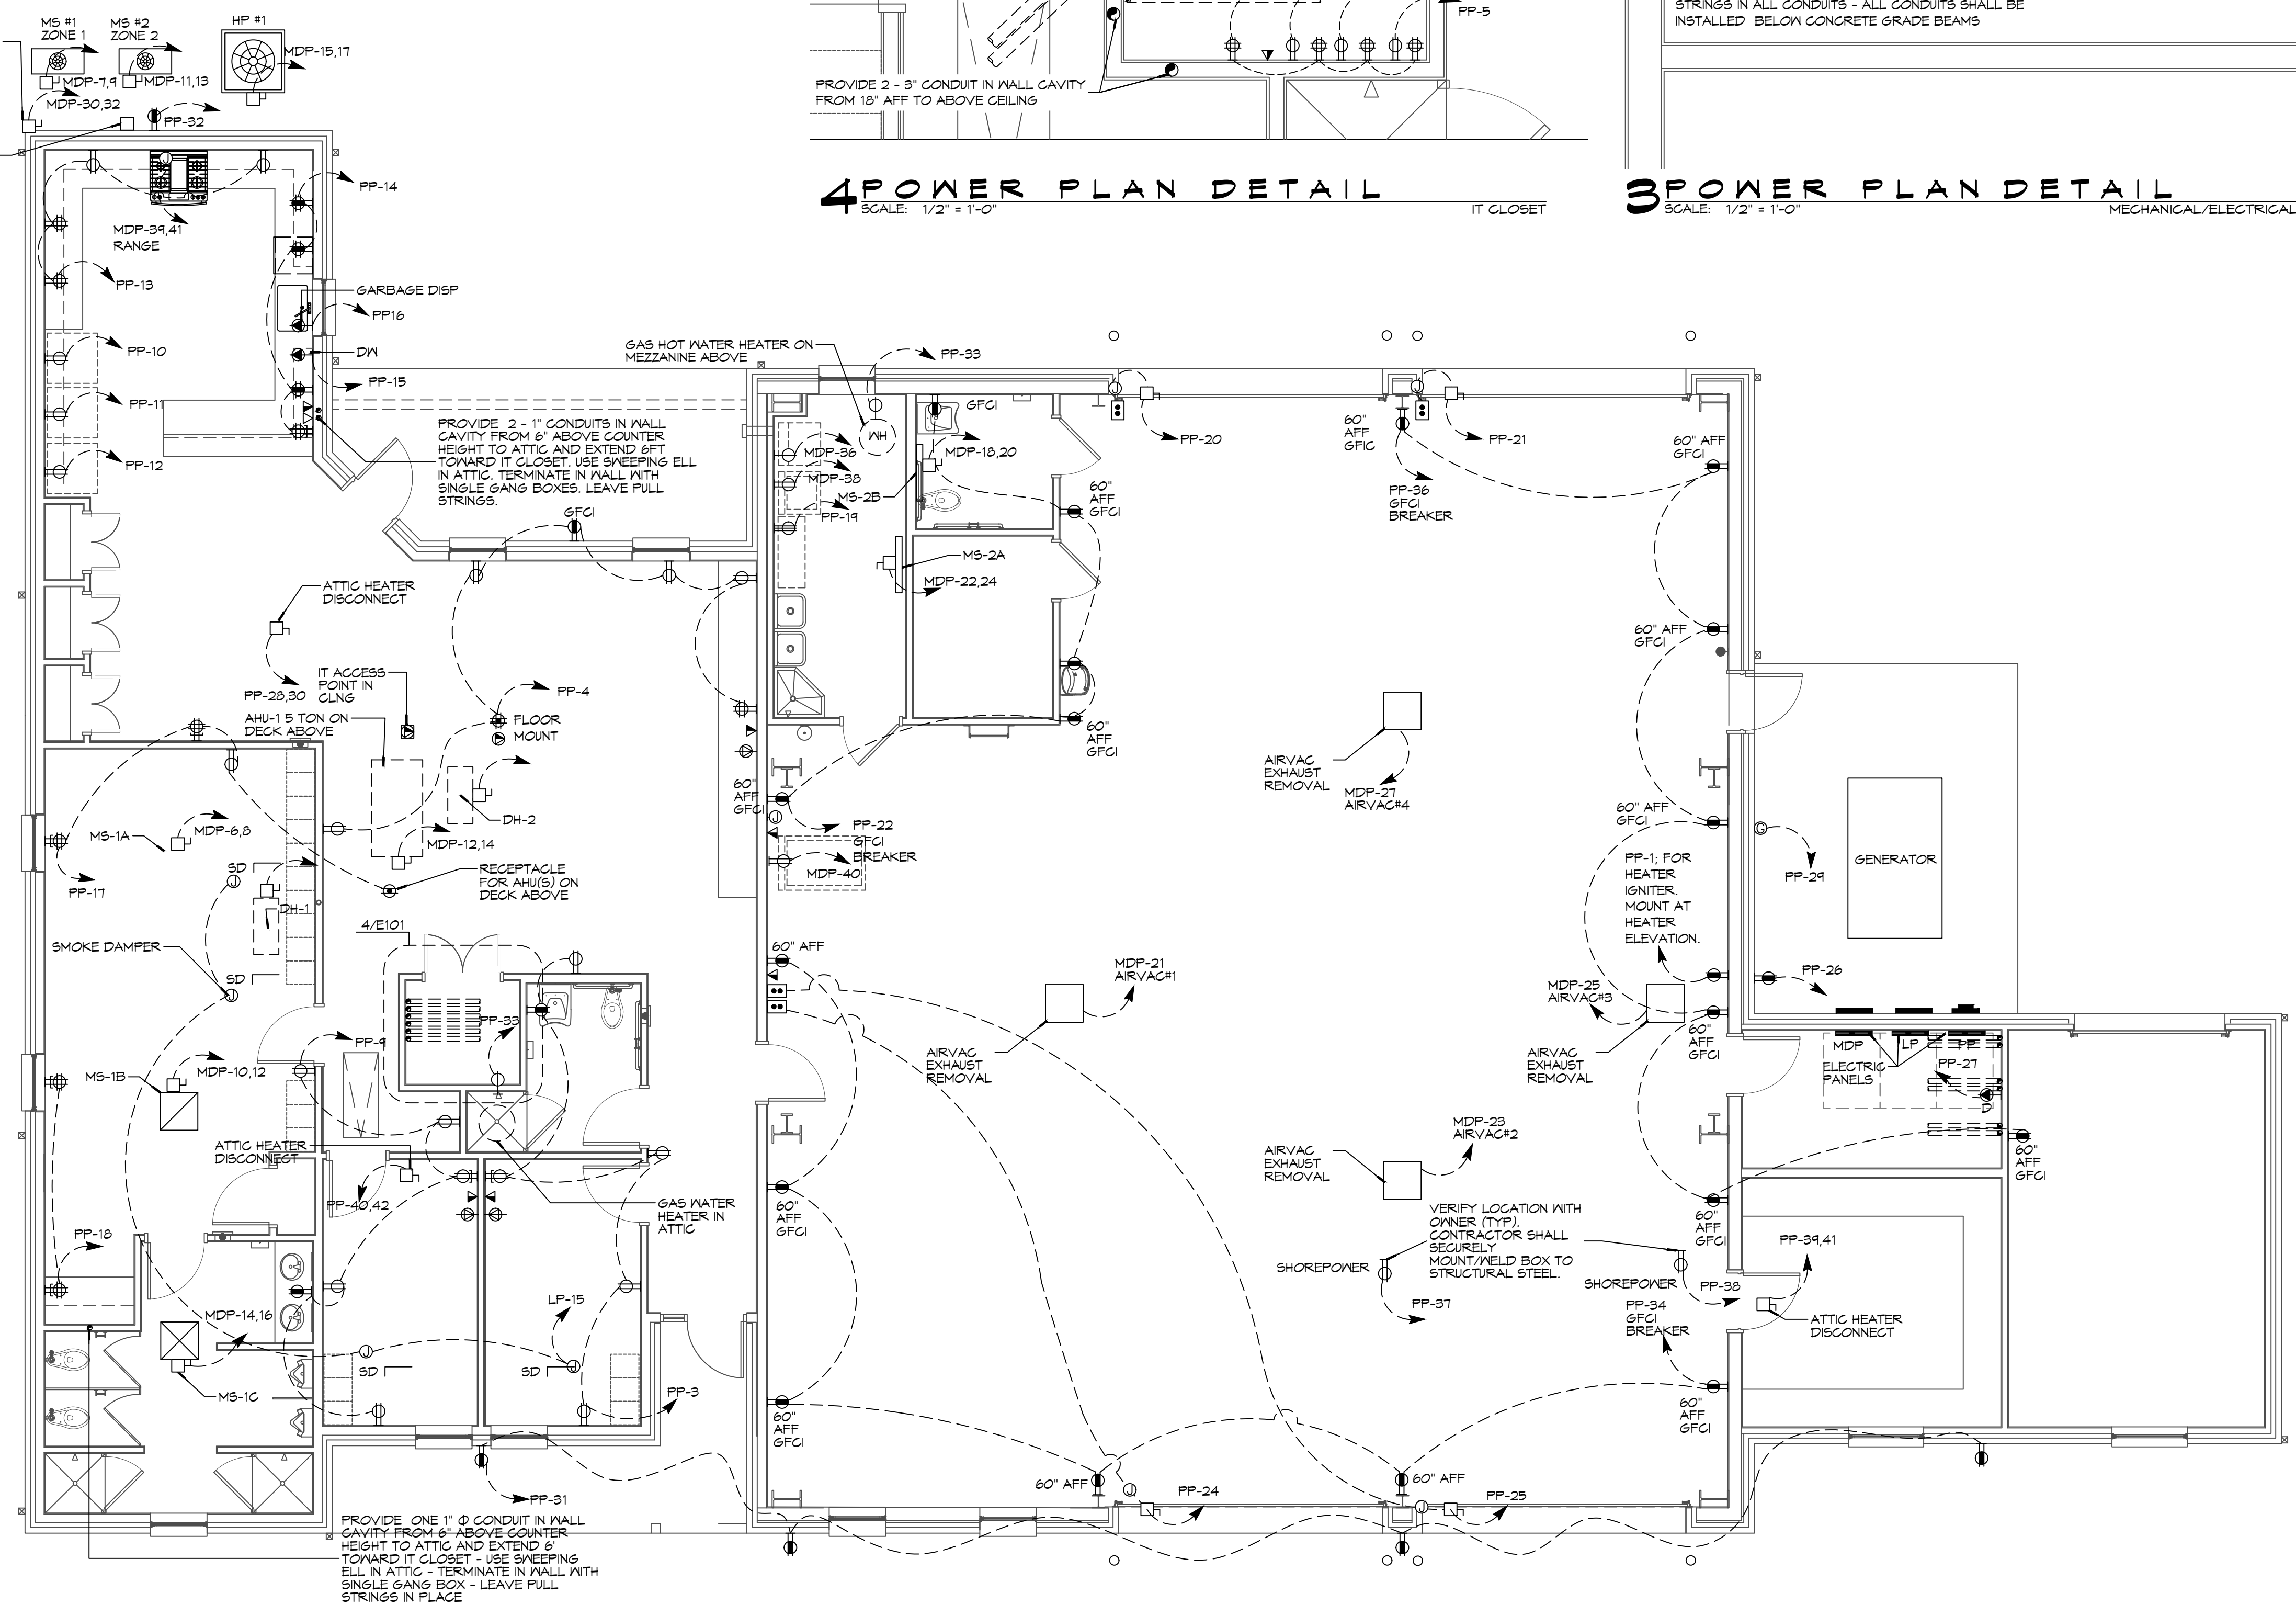 MS #1
ZONE 1
MS #2
ZONE 2
HP #1
MDP-15,17
MDP-7,9
MDP-11,13
MDP-30,32
PP-32
PP-5
PROVIDE 2 - 3" CONDUIT IN WALL CAVITY
FROM 18" AFF TO ABOVE CEILING
STRINGS IN ALL CONDUITS - ALL CONDUITS SHALL BE
INSTALLED BELOW CONCRETE GRADE BEAMS
4 POWER PLAN DETAIL
SCALE: 1/2" = 1'-0"
IT CLOSET
3 POWER PLAN DETAIL
SCALE: 1/2" = 1'-0"
MECHANICAL/ELECTRICAL
J
PP-14
MDP-39,41
RANGE
PP-13
GARBAGE DISP
PP16
PP-10
DW
PP-15
PP-11
PP-12
GAS HOT WATER HEATER ON
MEZZANINE ABOVE
PP-33
PROVIDE 2 - 1" CONDUITS IN WALL
CAVITY FROM 6" ABOVE COUNTER
HEIGHT TO ATTIC AND EXTEND 6FT
TOWARD IT CLOSET. USE SWEEPING ELL
IN ATTIC. TERMINATE IN WALL WITH
SINGLE GANG BOXES. LEAVE PULL
STRINGS.
GFCI
GFCI
WH
MDP-36
MDP-38
MS-2B
PP-19
MDP-18,20
60"
AFF
GFCI
MS-2A
MDP-22,24
J
PP-20
60"
AFF
GFIC
J
PP-21
PP-36
GFCI
BREAKER
60" AFF
GFCI
60" AFF
GFCI
ATTIC HEATER
DISCONNECT
PP-28,30
IT ACCESS
POINT IN
CLNG
AHU-1 5 TON ON
DECK ABOVE
PP-4
FLOOR
MOUNT
60"
AFF
GFCI
60"
AFF
GFCI
J
PP-22
GFCI
BREAKER
MDP-40
AIRVAC
EXHAUST
REMOVAL
MDP-27
AIRVAC#4
60" AFF
GFCI
G
PP-29
GENERATOR
MS-1A
MDP-6,8
PP-17
SD
J
DH-1
DH-2
MDP-12,14
RECEPTACLE
FOR AHU(S) ON
DECK ABOVE
4/E101
SMOKE DAMPER
SD
J
PP-1; FOR
HEATER
IGNITER.
MOUNT AT
HEATER
ELEVATION.
60" AFF
MDP-21
AIRVAC#1
AIRVAC
EXHAUST
REMOVAL
MDP-25
AIRVAC#3
AIRVAC
EXHAUST
REMOVAL
60"
AFF
GFCI
PP-26
MDP
LP
PP
ELECTRIC
PANELS
PP-27
D
PP-33
PP-9
MS-1B
MDP-10,12
ATTIC HEATER
DISCONNECT
PP-40,42
GAS WATER
HEATER IN
ATTIC
60"
AFF
GFCI
MDP-23
AIRVAC#2
AIRVAC
EXHAUST
REMOVAL
60"
AFF
GFCI
60"
AFF
GFCI
VERIFY LOCATION WITH
OWNER (TYP).
CONTRACTOR SHALL
SECURELY
MOUNT/WELD BOX TO
STRUCTURAL STEEL.
SHOREPOWER
PP-37
SHOREPOWER
PP-38
PP-39,41
ATTIC HEATER
DISCONNECT
PP-34
GFCI
BREAKER
PP-18
MDP-14,16
MS-1C
J
SD
LP-15
SD
J
PP-3
60"
AFF
GFCI
60"
AFF
GFCI
60" AFF
J
PP-24
60" AFF
J
PP-25
PP-31
PROVIDE ONE 1" Φ CONDUIT IN WALL
CAVITY FROM 6" ABOVE COUNTER
HEIGHT TO ATTIC AND EXTEND 6'
TOWARD IT CLOSET - USE SWEEPING
ELL IN ATTIC - TERMINATE IN WALL WITH
SINGLE GANG BOX - LEAVE PULL
STRINGS IN PLACE